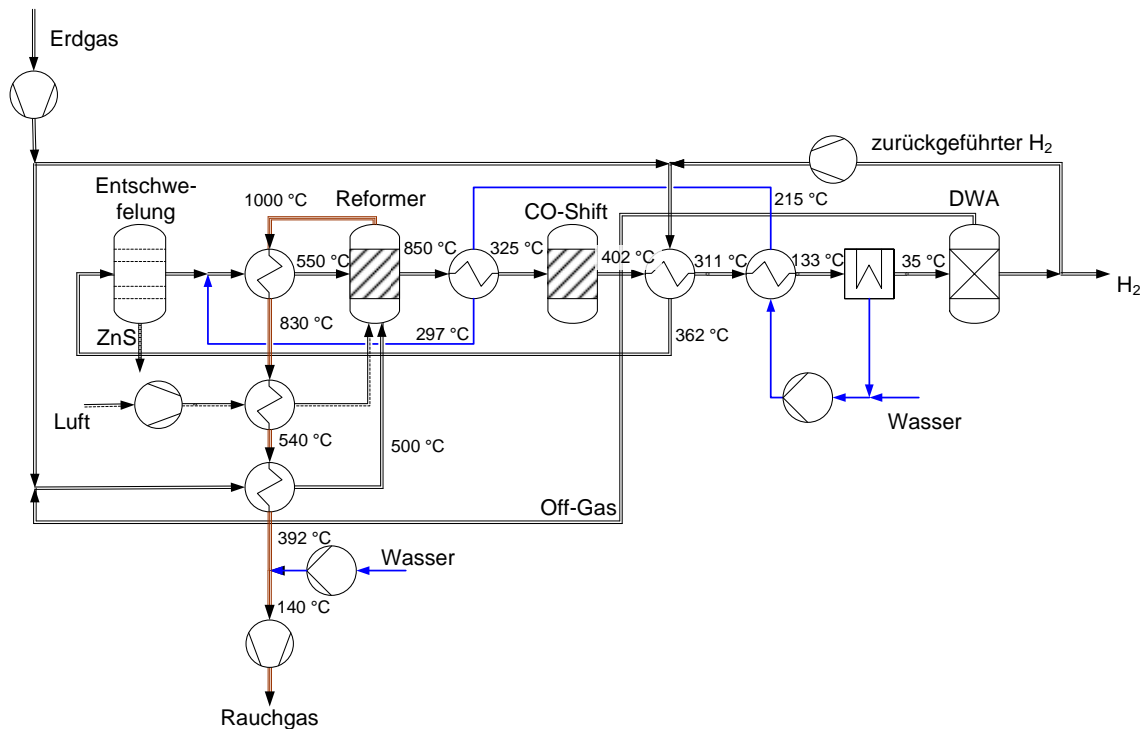 Erdgas
zurückgeführter H₂
Entschwe-
felung
1000 °C
Reformer
215 °C
DWA
CO-Shift
550 °C
850 °C
325 °C
402 °C
311 °C
133 °C
35 °C
H₂
ZnS
830 °C
297 °C
362 °C
Luft
540 °C
500 °C
Wasser
Off-Gas
392 °C
Wasser
140 °C
Rauchgas